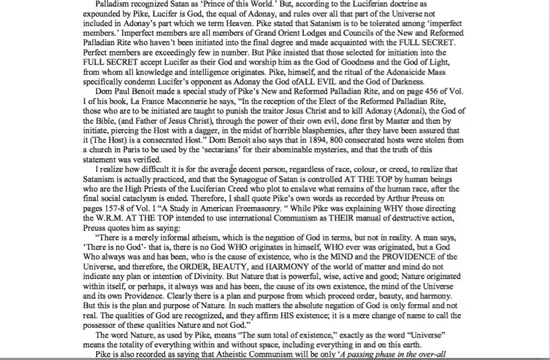 Palladism recognized Satan as 'Prince of this World.' But, according to the Luciferian doctrine as
expounded by Pike, Lucifer is God, the equal of Adonay, and rules over all that part of the Universe not
included in Adonay's part which we term Heaven. Pike stated that Satanism is to be tolerated among 'imperfect
members.' Imperfect members are all members of Grand Orient Lodges and Councils of the New and Reformed
Palladian Rite who haven't been initiated into the final degree and made acquainted with the FULL SECRET.
Perfect members are exceedingly few in number. But Pike insisted that those selected for initiation into the
FULL SECRET accept Lucifer as their God and worship him as the God of Goodness and the God of Light,
from whom all knowledge and intelligence originates. Pike, himself, and the ritual of the Adonaicide Mass
specifically condemn Lucifer's opponent as Adonay the God ofALL EVIL and the God of Darkness.
Dom Paul Benoit made a special study of Pike's New and Reformed Palladian Rite, and on page 456 of Vol.
I of his book, La France Maconnerie he says, "In the reception of the Elect of the Reformed Palladian Rite,
those who are to be initiated are taught to punish the traitor Jesus Christ and to kill Adonay (Adonai), the God of
the Bible, (and Father of Jesus Christ), through the power of their own evil, done first by Master and then by
initiate, piercing the Host with a dagger, in the midst of horrible blasphemies, after they have been assured that
it (The Host) is a consecrated Host." Dom Benoit also says that in 1894, 800 consecrated hosts were stolen from
a church in Paris to be used by the 'sectarians' for their abominable mysteries, and that the truth of this
statement was verified.
I realize how difficult it is for the average decent person, regardless of race, colour, or creed, to realize that
Satanism is actually practiced, and that the Synagogue of Satan is controlled AT THE TOP by human beings
who are the High Priests of the Luciferian Creed who plot to enslave what remains of the human race, after the
final social cataclysm is ended. Therefore, I shall quote Pike's own words as recorded by Arthur Preuss on
pages 157-8 of Vol. I "A Study in American Freemasonry. " While Pike was explaining WHY those directing
the W.R.M. AT THE TOP intended to use international Communism as THEIR manual of destructive action,
Preuss quotes him as saying:
"There is a merely informal atheism, which is the negation of God in terms, but not in reality. A man says,
'There is no God'- that is, there is no God WHO originates in himself, WHO ever was originated, but a God
Who always was and has been, who is the cause of existence, who is the MIND and the PROVIDENCE of the
Universe, and therefore, the ORDER, BEAUTY, and HARMONY of the world of matter and mind do not
indicate any plan or intention of Divinity. But Nature that is powerful, wise, active and good; Nature originated
within itself, or perhaps, it always was and has been, the cause of its own existence, the mind of the Universe
and its own Providence. Clearly there is a plan and purpose from which proceed order, beauty, and harmony.
But this is the plan and purpose of Nature. In such matters the absolute negation of God is only formal and not
real. The qualities of God are recognized, and they affirm HIS existence; it is a mere change of name to call the
possessor of these qualities Nature and not God."
The word Nature, as used by Pike, means "The sum total of existence," exactly as the word "Universe"
means the totality of everything within and without space, including everything in and on this earth.
Pike is also recorded as saying that Atheistic Communism will be only 'A passing phase in the over-all